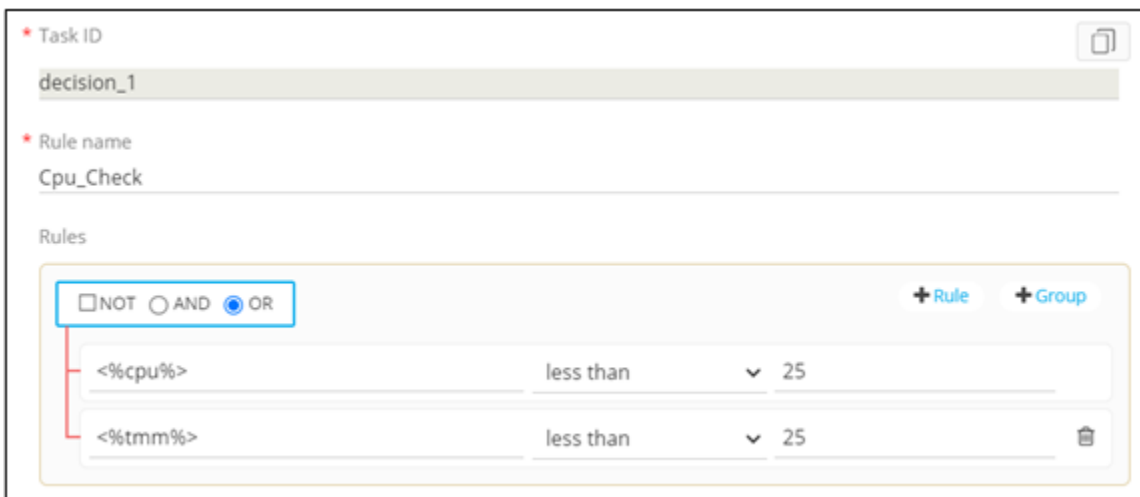 * Task ID
decision_1
* Rule name
Cpu_Check
Rules
NOT AND OR +Rule +Group
<%cpu%> less than 25
<%tmm%> less than 25